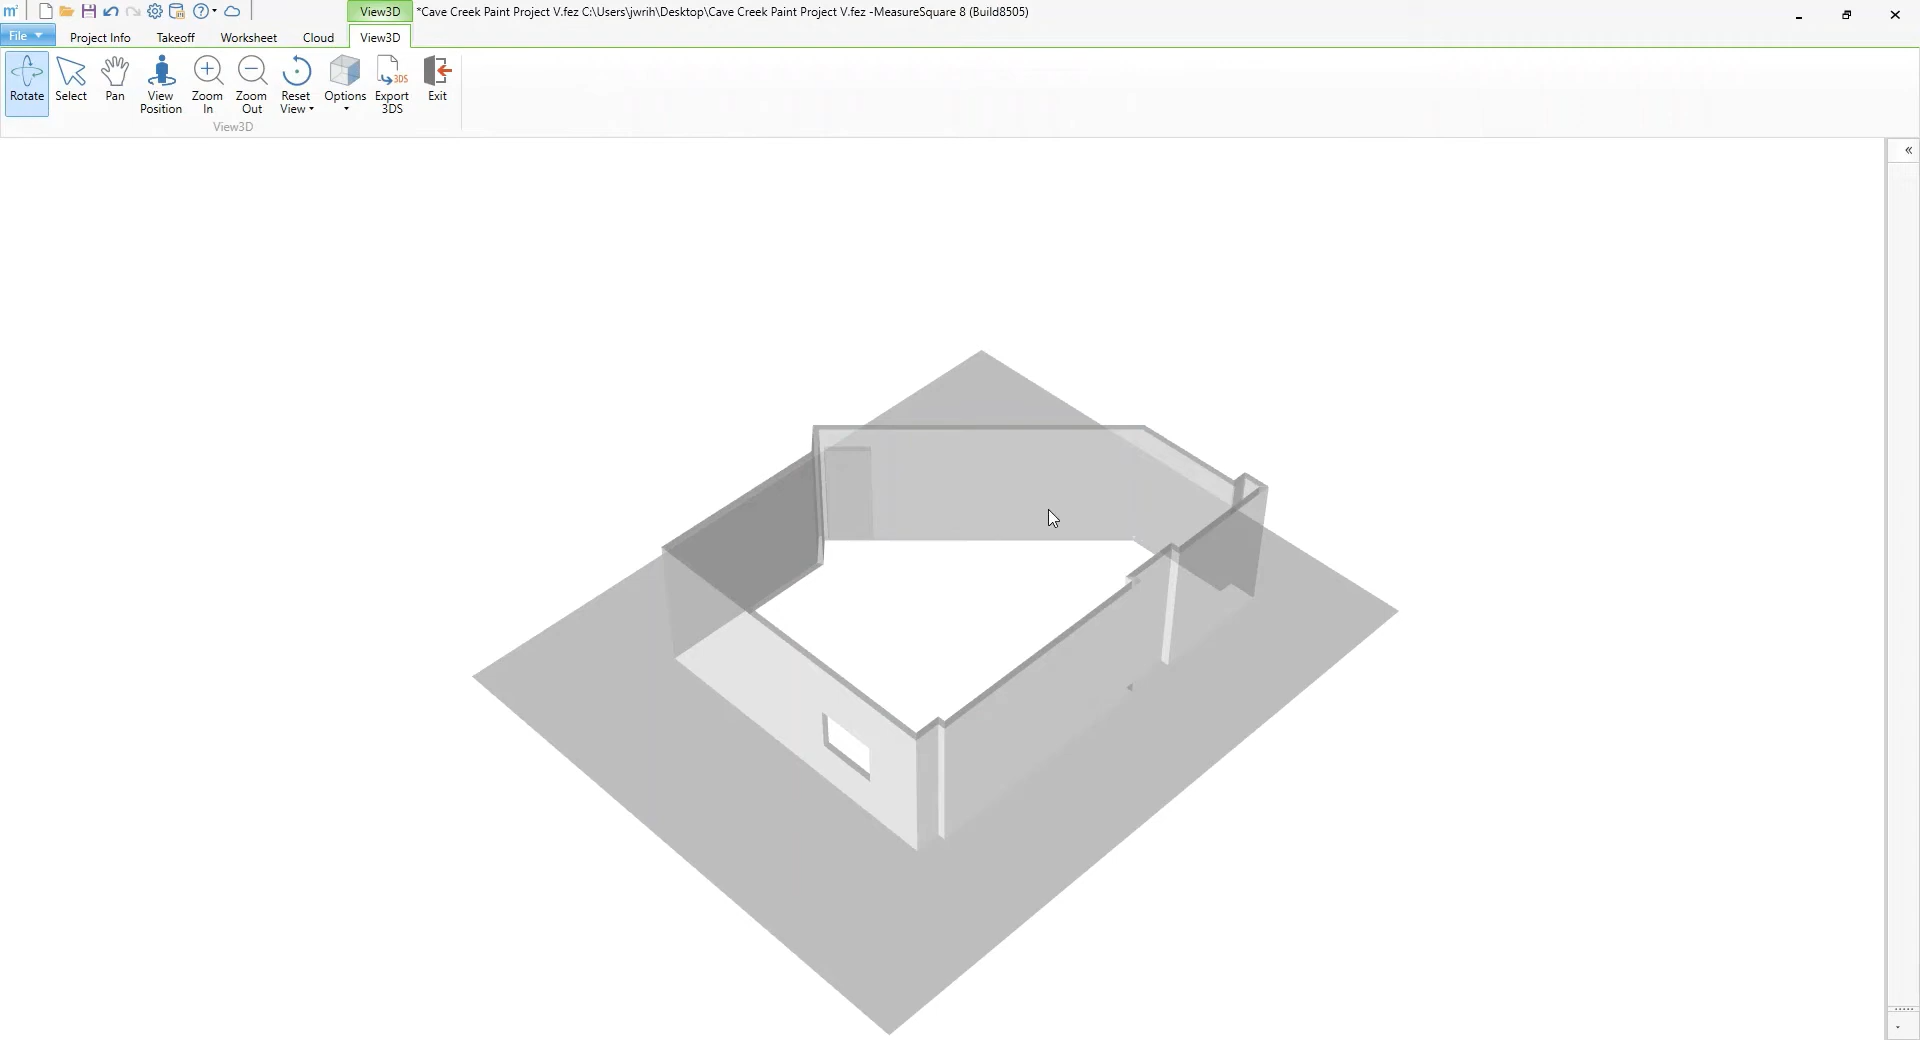 m² View3D *Cave Creek Paint Project V.fez C:\Users\jwrih\Desktop\Cave Creek Paint Project V.fez -MeasureSquare 8 (Build8505)
File Project Info Takeoff Worksheet Cloud View3D
Rotate Select Pan View Position Zoom In Zoom Out Reset View Options Export 3DS Exit
3DS
View3D